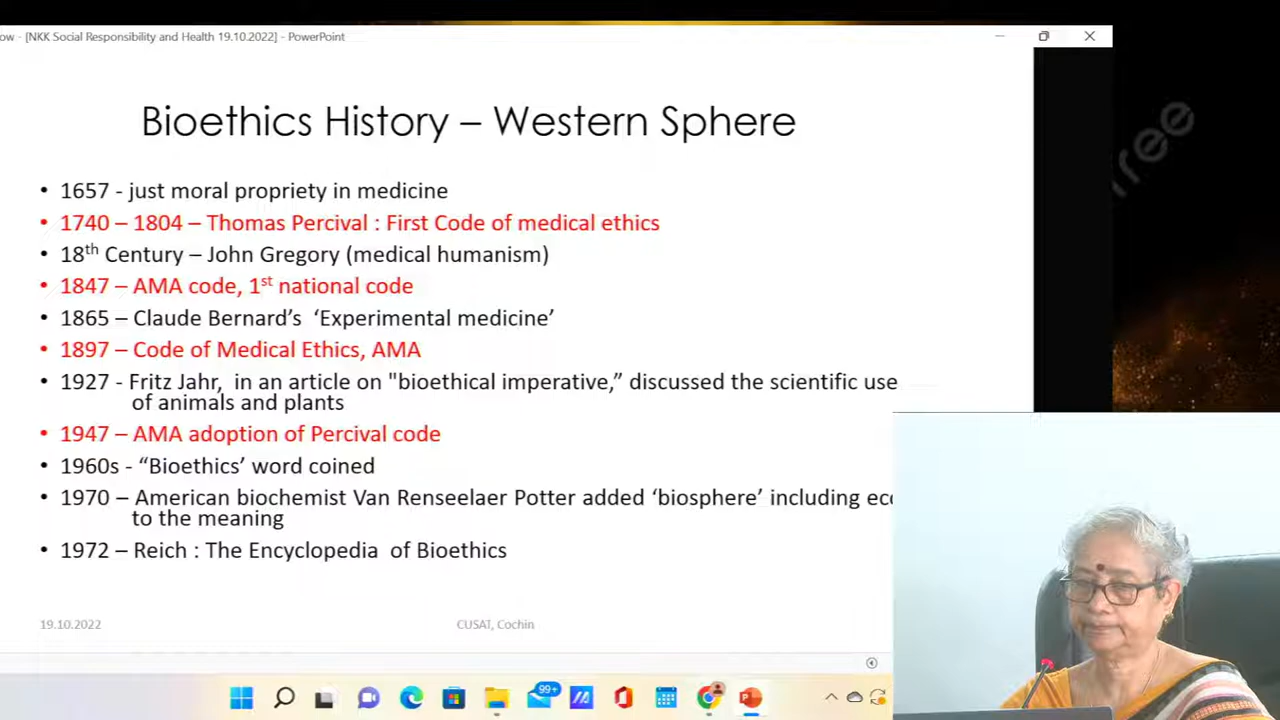 ow - [NKK Social Responsibility and Health 19.10.2022] - PowerPoint
ree
Bioethics History – Western Sphere
• 1657 - just moral propriety in medicine
• 1740 – 1804 – Thomas Percival : First Code of medical ethics
• 18th Century – John Gregory (medical humanism)
• 1847 – AMA code, 1st national code
• 1865 – Claude Bernard's ‘Experimental medicine’
• 1897 – Code of Medical Ethics, AMA
• 1927 - Fritz Jahr, in an article on "bioethical imperative,” discussed the scientific use
of animals and plants
• 1947 – AMA adoption of Percival code
• 1960s - “Bioethics’ word coined
• 1970 – American biochemist Van Renseelaer Potter added ‘biosphere’ including
to the meaning
• 1972 – Reich : The Encyclopedia of Bioethics
19.10.2022
CUSAT, Cochin
99+